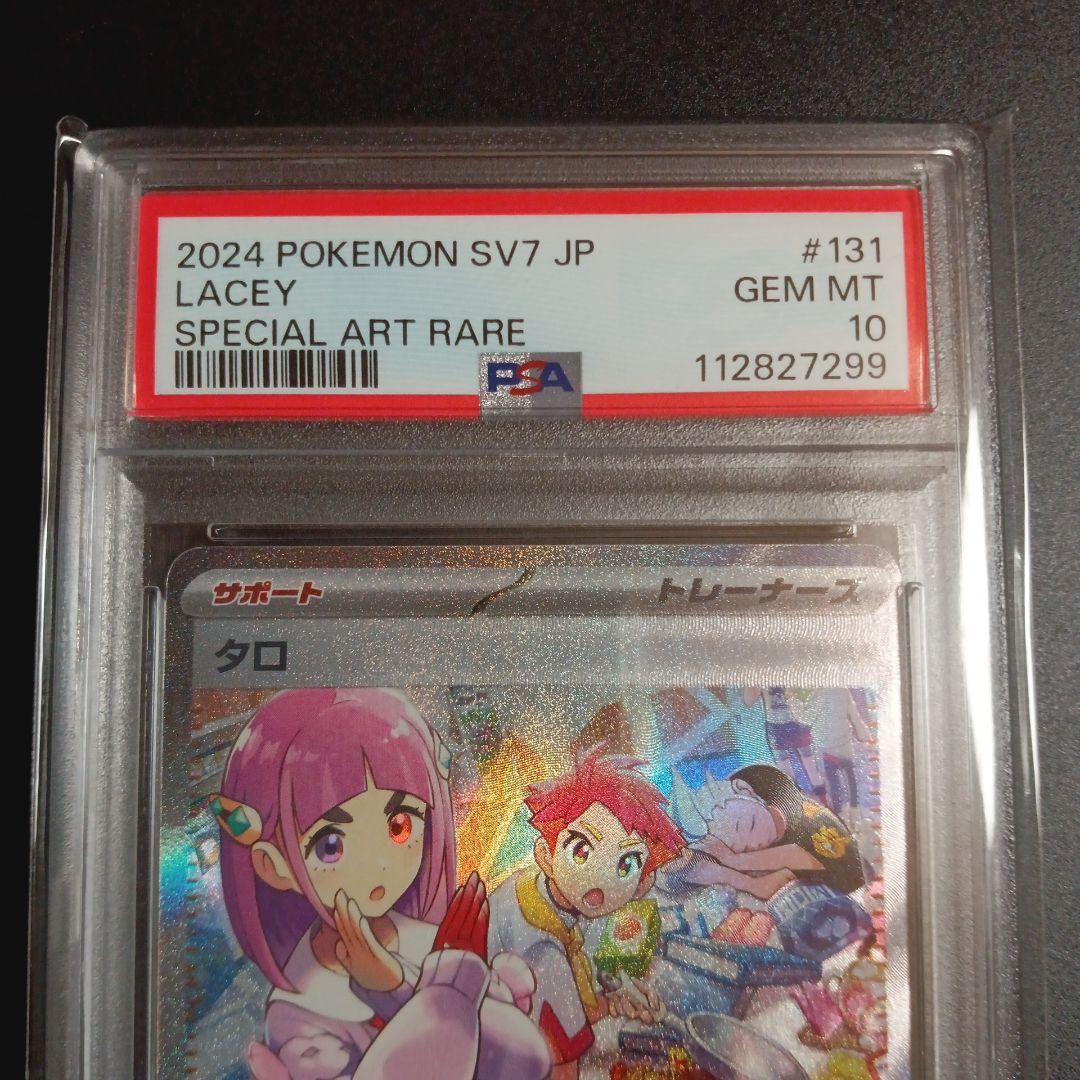 2024 POKEMON SV7 JP #131
LACEY GEM MT
SPECIAL ART RARE 10
PSA 112827299
サポート トレーナーズ
タロ